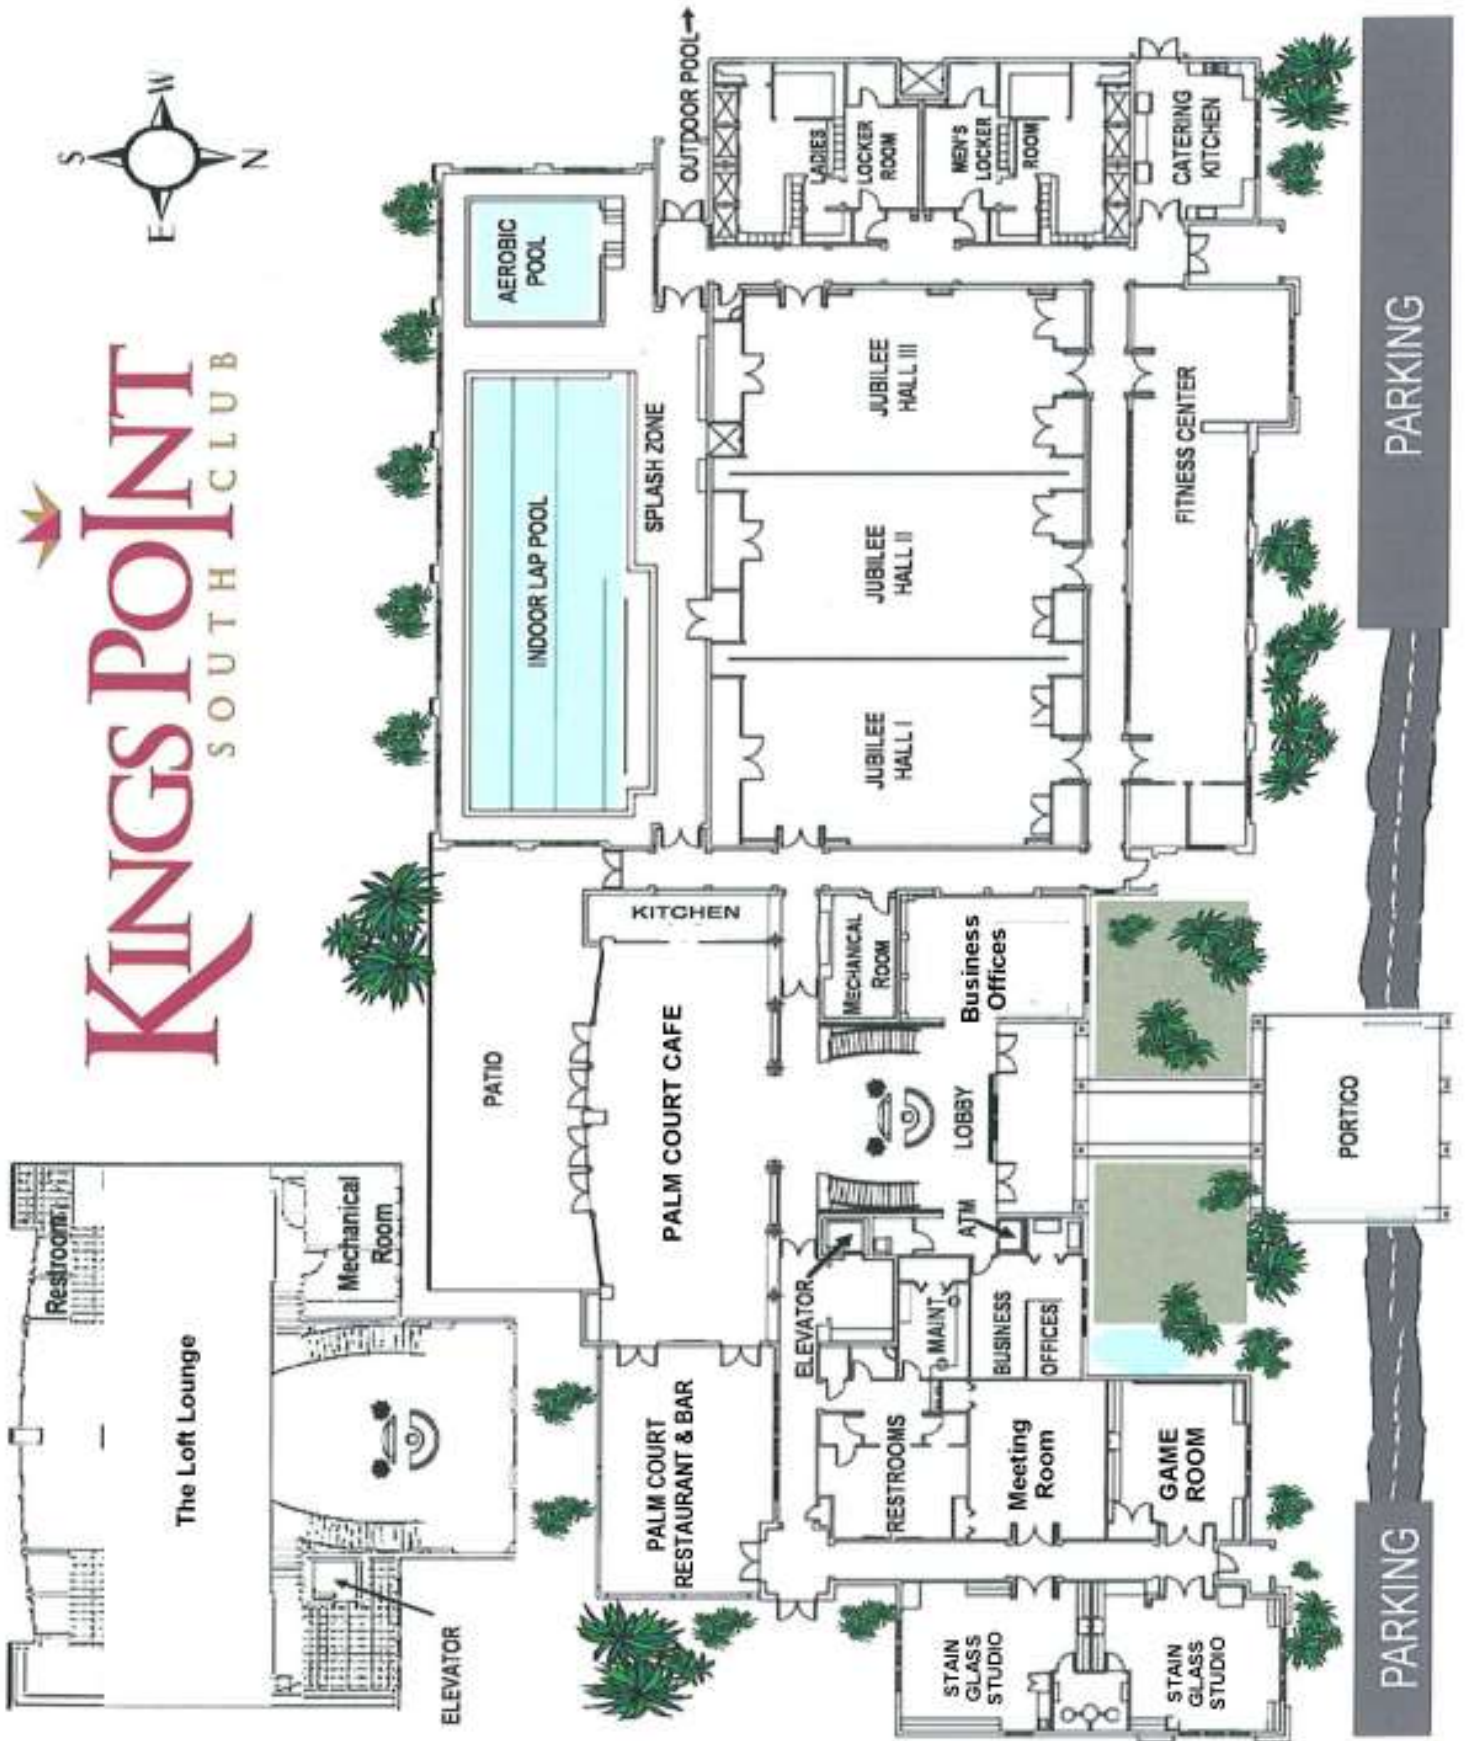 KINGS POINT
SOUTH CLUB
S
W
E
N
The Loft Lounge
Restroom
Mechanical
Room
ELEVATOR
PATIO
INDOOR LAP POOL
AEROBIC
POOL
SPLASH ZONE
OUTDOOR POOL
LADIES
LOCKER
ROOM
MEN'S
LOCKER
ROOM
CATERING
KITCHEN
PALM COURT
RESTAURANT & BAR
PALM COURT CAFE
KITCHEN
JUBILEE
HALL I
JUBILEE
HALL II
JUBILEE
HALL III
ELEVATOR
MECHANICAL
ROOM
RESTROOMS
MAINT
ATM
LOBBY
Business
Offices
BUSINESS
OFFICES
Meeting
Room
GAME
ROOM
STAIN
GLASS
STUDIO
STAIN
GLASS
STUDIO
FITNESS CENTER
PORTICO
PARKING
PARKING